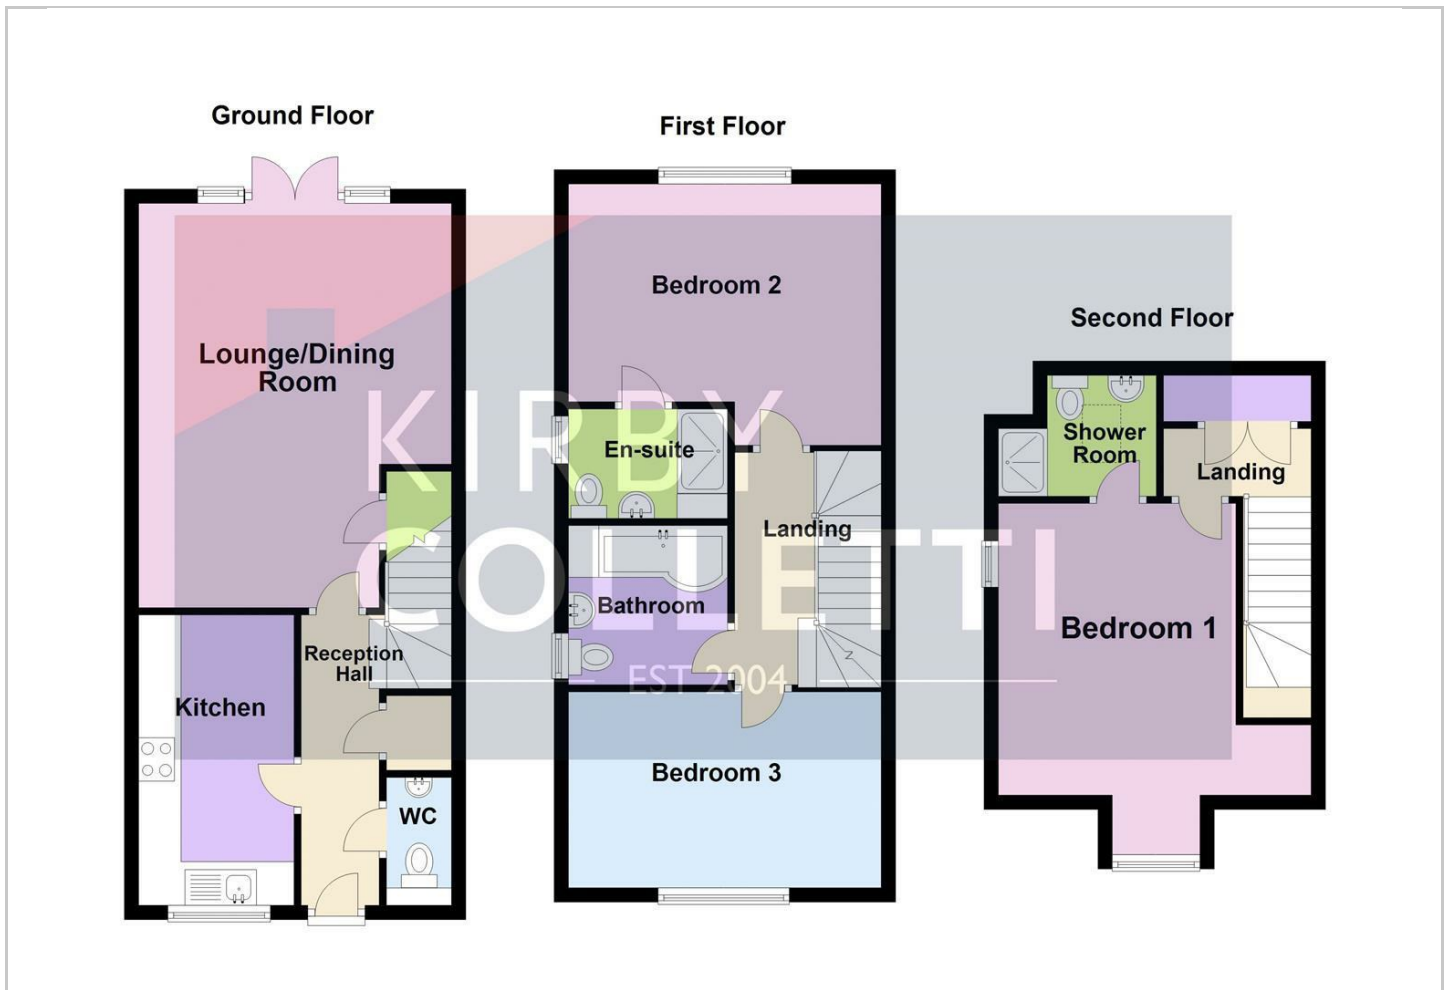 Ground Floor
Lounge/Dining
Room
Reception
Hall
Kitchen
WC
First Floor
Bedroom 2
En-suite
Landing
Bathroom
Bedroom 3
Second Floor
Shower
Room
Landing
Bedroom 1
KIRBY
COLLETTI
EST 2004